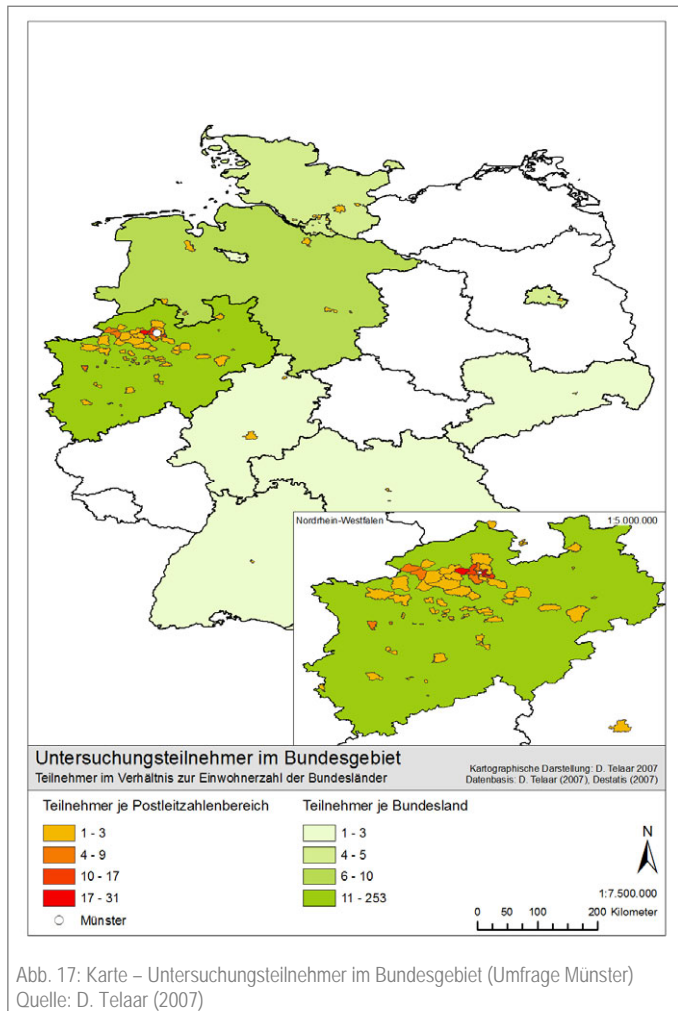 Nordrhein-Westfalen 1:5 000.000
Untersuchungsteilnehmer im Bundesgebiet
Teilnehmer im Verhältnis zur Einwohnerzahl der Bundesländer
Kartographische Darstellung: D. Telaar 2007
Datenbasis: D. Telaar (2007), Destatis (2007)
Teilnehmer je Postleitzahlenbereich
1 - 3
4 - 9
10 - 17
17 - 31
Münster
Teilnehmer je Bundesland
1 - 3
4 - 5
6 - 10
11 - 253
N
1:7.500.000
0 50 100 200 Kilometer
Abb. 17: Karte – Untersuchungsteilnehmer im Bundesgebiet (Umfrage Münster)
Quelle: D. Telaar (2007)